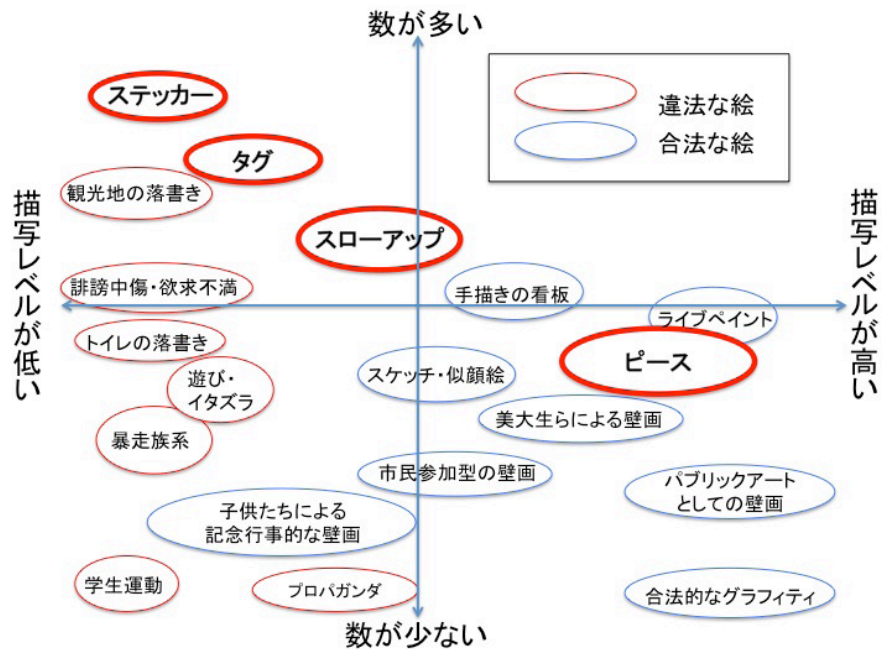 数が多い
ステッカー
違法な絵
タグ
合法な絵
観光地の落書き
描写レベルが低い
描写レベルが高い
スローアップ
誹謗中傷・欲求不満
手描きの看板
ライブペイント
トイレの落書き
ピース
スケッチ・似顔絵
遊び・
イタズラ
美大生らによる壁画
暴走族系
市民参加型の壁画
パブリックアート
としての壁画
子供たちによる
記念行事的な壁画
学生運動
プロパガンダ
合法的なグラフィティ
数が少ない